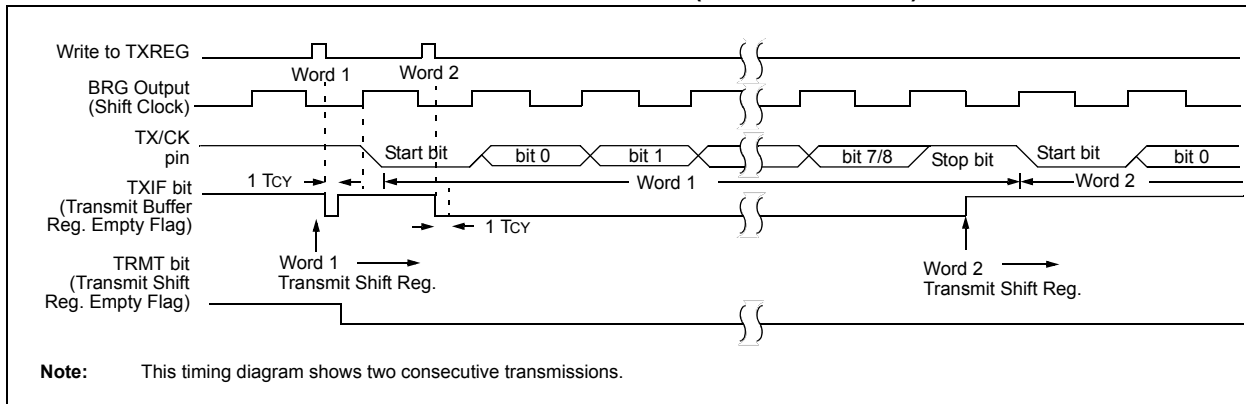 Write to TXREG
Word 1 Word 2
BRG Output
(Shift Clock)
TX/CK
pin
Start bit bit 0 bit 1 bit 7/8 Stop bit Start bit bit 0
1 TCY Word 1 Word 2
TXIF bit
(Transmit Buffer
Reg. Empty Flag)
1 TCY
TRMT bit
(Transmit Shift
Reg. Empty Flag)
Word 1
Transmit Shift Reg.
Word 2
Transmit Shift Reg.
Note: This timing diagram shows two consecutive transmissions.